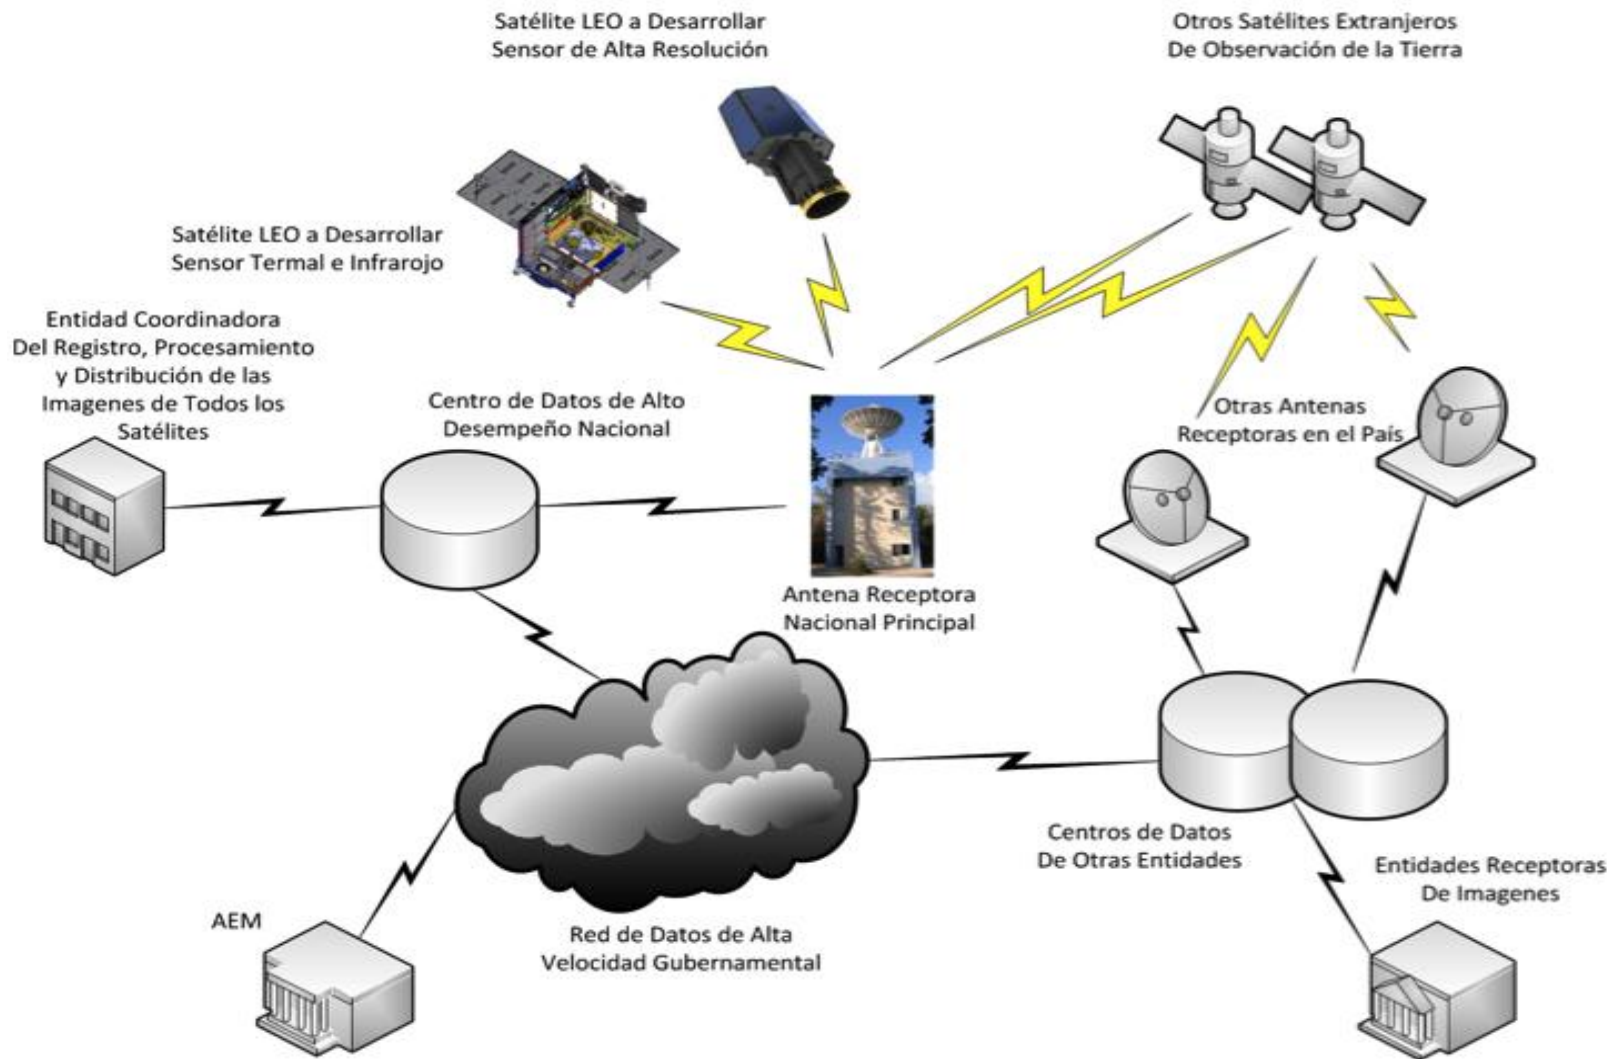 Satélite LEO a Desarrollar
Sensor de Alta Resolución
Otros Satélites Extranjeros
De Observación de la Tierra
Satélite LEO a Desarrollar
Sensor Termal e Infrarojo
Entidad Coordinadora
Del Registro, Procesamiento
y Distribución de las
Imagenes de Todos los
Satélites
Centro de Datos de Alto
Desempeño Nacional
Otras Antenas
Receptoras en el País
Antena Receptora
Nacional Principal
Centros de Datos
De Otras Entidades
Entidades Receptoras
De Imagenes
AEM
Red de Datos de Alta
Velocidad Gubernamental